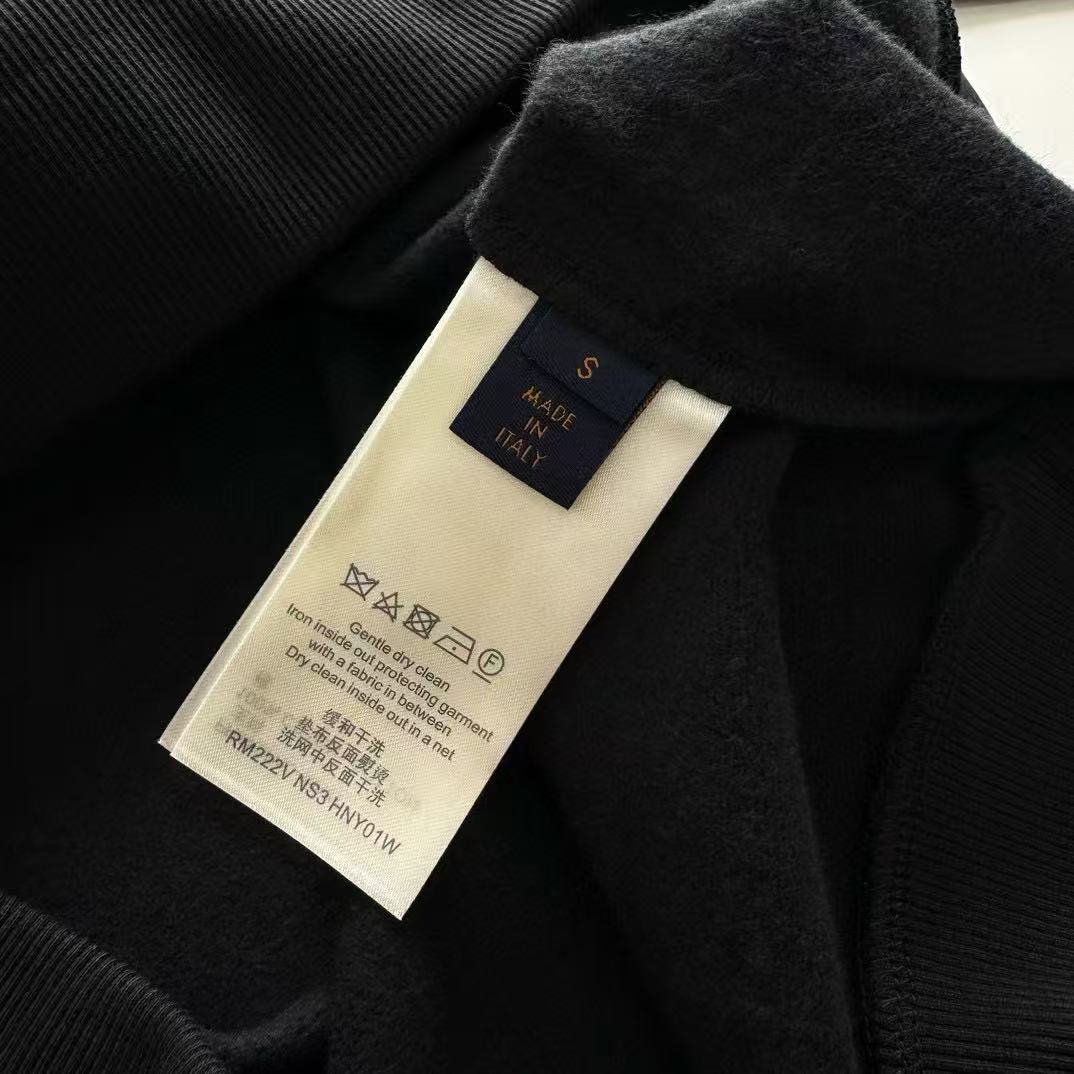 S
MADE
IN
ITALY
F
Gentle dry clean
Iron inside out protecting garment
with a fabric in between
Dry clean inside out in a net
缓和干洗
垫布反面熨烫
洗网中反面干洗
RM222V NS3 HNY01W